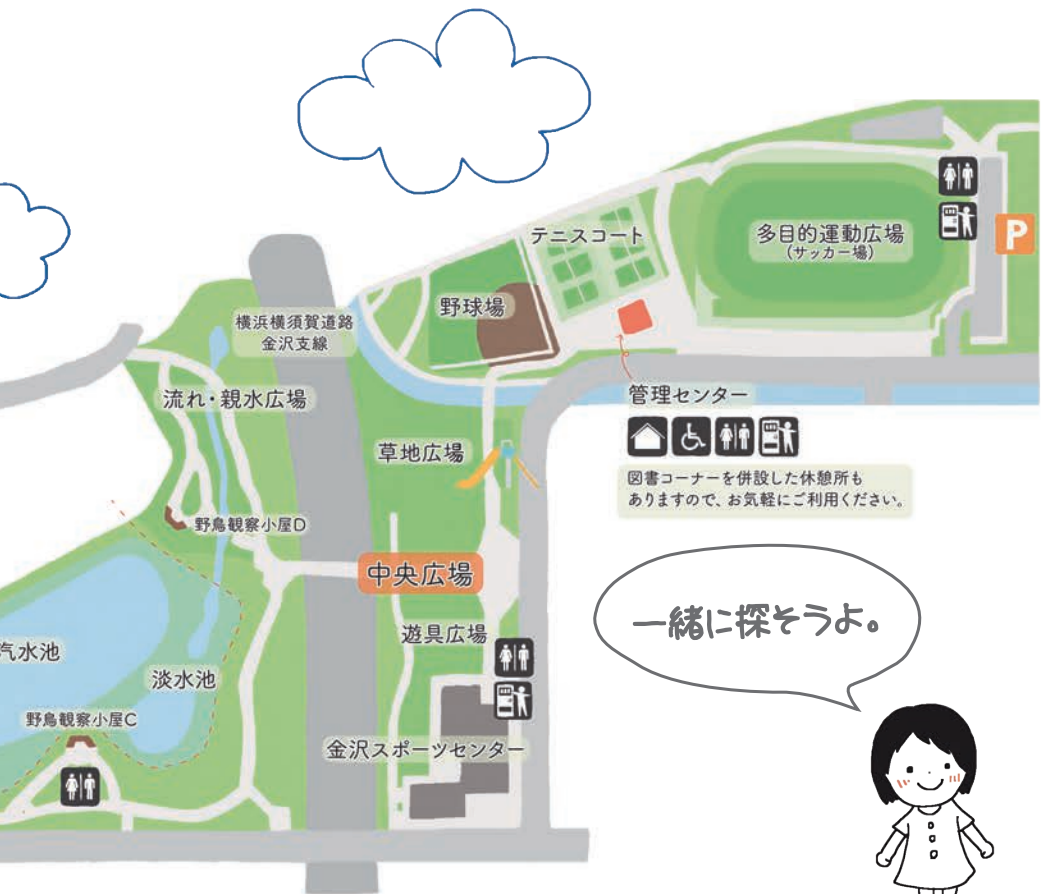 テニスコート
多目的運動広場
(サッカー場)
P
野球場
横浜横須賀道路
金沢支線
流れ・親水広場
管理センター
草地広場
図書コーナーを併設した休憩所も
ありますので、お気軽にご利用ください。
野鳥観察小屋D
中央広場
一緒に探そうよ。
遊具広場
汽水池
淡水池
野鳥観察小屋C
金沢スポーツセンター